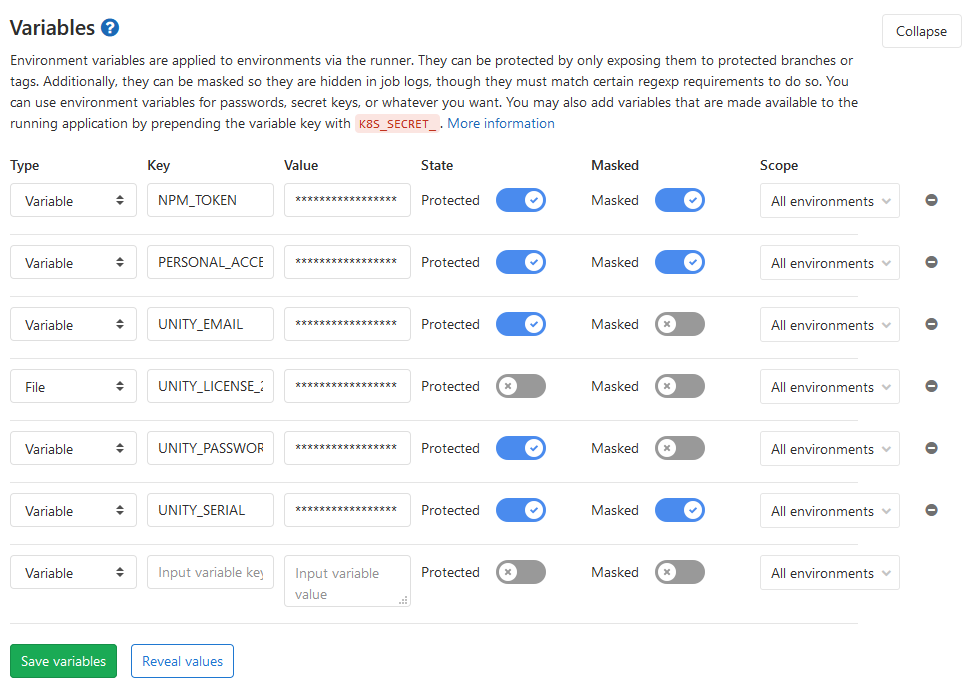 Variables
Collapse
Environment variables are applied to environments via the runner. They can be protected by only exposing them to protected branches or
tags. Additionally, they can be masked so they are hidden in job logs, though they must match certain regexp requirements to do so. You
can use environment variables for passwords, secret keys, or whatever you want. You may also add variables that are made available to the
running application by prepending the variable key with K8S_SECRET_. More information
Type Key Value State Masked Scope
Variable NPM_TOKEN ***************** Protected Masked All environments
Variable PERSONAL_ACCE ***************** Protected Masked All environments
Variable UNITY_EMAIL ***************** Protected Masked All environments
File UNITY_LICENSE_2 ***************** Protected Masked All environments
Variable UNITY_PASSWOR ***************** Protected Masked All environments
Variable UNITY_SERIAL ***************** Protected Masked All environments
Variable Input variable key Input variable Protected Masked All environments
value
Save variables Reveal values